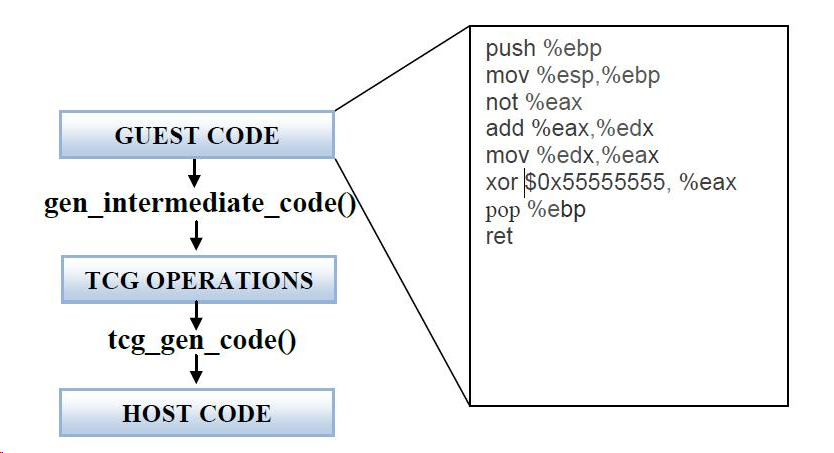 GUEST CODE
gen_intermediate_code()
TCG OPERATIONS
tcg_gen_code()
HOST CODE
push %ebp
mov %esp,%ebp
not %eax
add %eax,%edx
mov %edx,%eax
xor $0x55555555, %eax
pop %ebp
ret